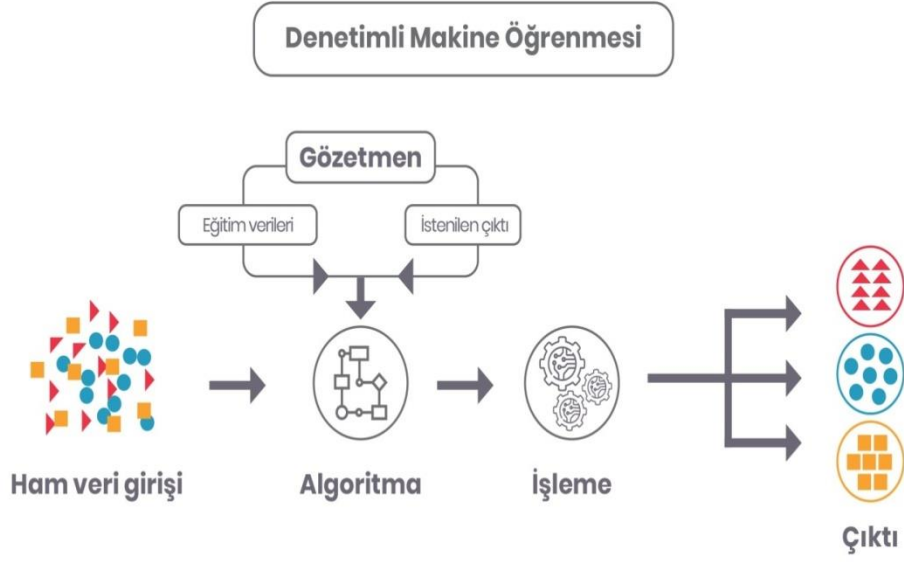 Denetimli Makine Öğrenmesi
Gözetmen
Eğitim verileri
İstenilen çıktı
Ham veri girişi
Algoritma
İşleme
Çıktı